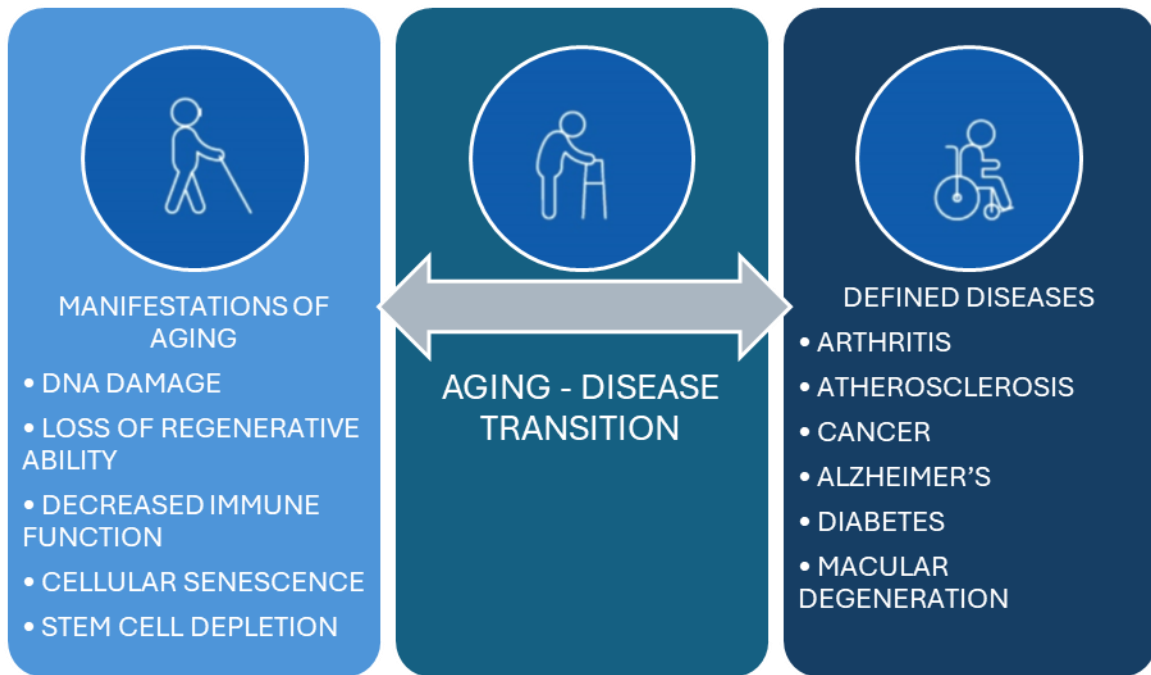 MANIFESTATIONS OF
AGING
• DNA DAMAGE
• LOSS OF REGENERATIVE
ABILITY
• DECREASED IMMUNE
FUNCTION
• CELLULAR SENESCENCE
• STEM CELL DEPLETION
AGING - DISEASE
TRANSITION
DEFINED DISEASES
• ARTHRITIS
• ATHEROSCLEROSIS
• CANCER
• ALZHEIMER’S
• DIABETES
• MACULAR
DEGENERATION